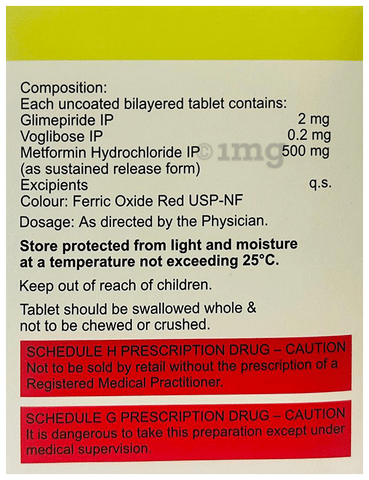 Composition:
Each uncoated bilayered tablet contains:
Glimepiride IP 2 mg
Voglibose IP 0.2 mg
Metformin Hydrochloride IP 500 mg
(as sustained release form)
Excipients q.s.
Colour: Ferric Oxide Red USP-NF
Dosage: As directed by the Physician.
Store protected from light and moisture
at a temperature not exceeding 25°C.
Keep out of reach of children.
Tablet should be swallowed whole &
not to be chewed or crushed.
SCHEDULE H PRESCRIPTION DRUG – CAUTION
Not to be sold by retail without the prescription of a
Registered Medical Practitioner.
SCHEDULE G PRESCRIPTION DRUG – CAUTION
It is dangerous to take this preparation except under
medical supervision.
© 1mg